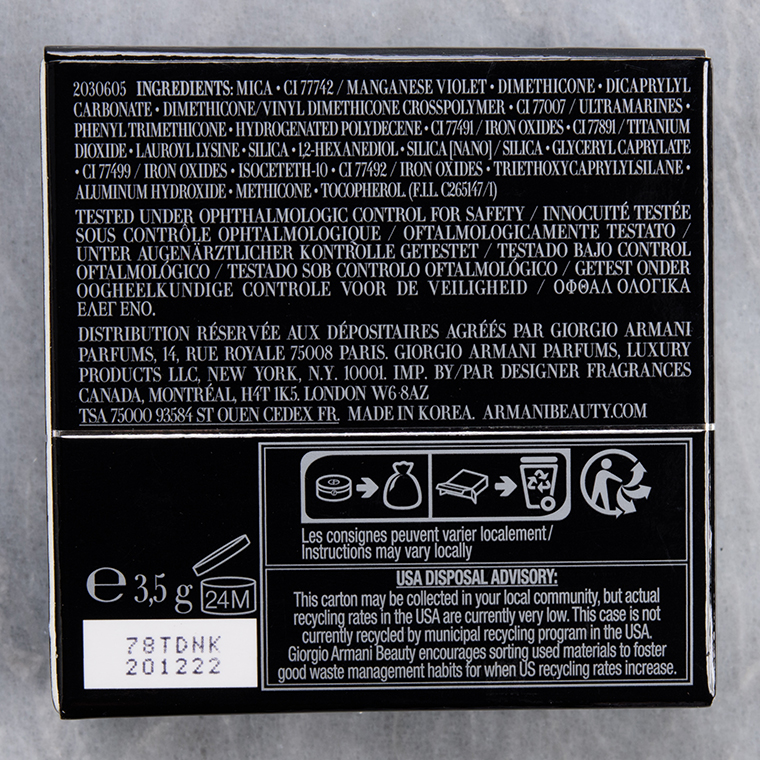 2030605 INGREDIENTS: MICA • CI 77742 / MANGANESE VIOLET • DIMETHICONE • DICAPRYLYL
CARBONATE • DIMETHICONE/VINYL DIMETHICONE CROSSPOLYMER • CI 77007 / ULTRAMARINES •
PHENYL TRIMETHICONE • HYDROGENATED POLYDECENE • CI 77491 / IRON OXIDES • CI 77891 / TITANIUM
DIOXIDE • LAUROYL LYSINE • SILICA • 1,2-HEXANEDIOL • SILICA [NANO] / SILICA • GLYCERYL CAPRYLATE
• CI 77499 / IRON OXIDES • ISOCETETH-10 • CI 77492 / IRON OXIDES • TRIETHOXYCAPRYLYLSILANE •
ALUMINUM HYDROXIDE • METHICONE • TOCOPHEROL (F.I.L. C265147/1)
TESTED UNDER OPHTHALMOLOGIC CONTROL FOR SAFETY / INNOCUITÉ TESTÉE
SOUS CONTRÔLE OPHTALMOLOGIQUE / OFTALMOLOGICAMENTE TESTATO /
UNTER AUGENÄRZTLICHER KONTROLLE GETESTET / TESTADO BAJO CONTROL
OFTALMOLÓGICO / TESTADO SOB CONTROLO OFTALMOLÓGICO / GETEST ONDER
OOGHEELKUNDIGE CONTROLE VOOR DE VEILIGHEID / ΟΦΘΑΛ ΟΛΟΓΙΚΑ
ΕΛΕΓ ΕΝΟ.
DISTRIBUTION RÉSERVÉE AUX DÉPOSITAIRES AGRÉÉS PAR GIORGIO ARMANI
PARFUMS, 14, RUE ROYALE 75008 PARIS. GIORGIO ARMANI PARFUMS, LUXURY
PRODUCTS LLC, NEW YORK, N.Y. 10001. IMP. BY/PAR DESIGNER FRAGRANCES
CANADA, MONTRÉAL, H4T 1K5. LONDON W6 8AZ
TSA 75000 93584 ST OUEN CEDEX FR. MADE IN KOREA. ARMANIBEAUTY.COM
Les consignes peuvent varier localement/
Instructions may vary locally
℮ 3,5 g 24M
78TDNK
201222
USA DISPOSAL ADVISORY:
This carton may be collected in your local community, but actual
recycling rates in the USA are currently very low. This case is not
currently recycled by municipal recycling program in the USA.
Giorgio Armani Beauty encourages sorting used materials to foster
good waste management habits for when US recycling rates increase.